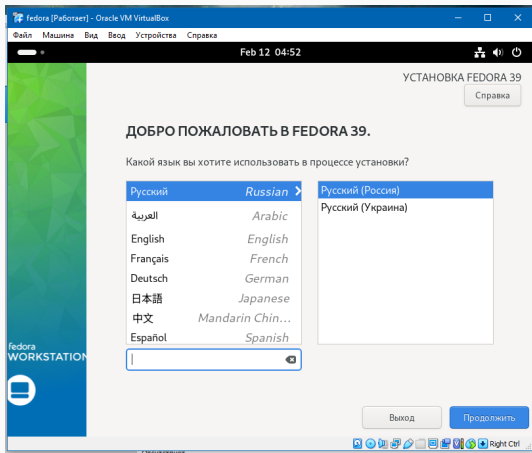 fedora [Работает] - Oracle VM VirtualBox
Файл Машина Вид Ввод Устройства Справка
Feb 12 04:52
УСТАНОВКА FEDORA 39
Справка
ДОБРО ПОЖАЛОВАТЬ В FEDORA 39.
Какой язык вы хотите использовать в процессе установки?
Русский Russian
العربية Arabic
English English
Français French
Deutsch German
日本語 Japanese
中文 Mandarin Chin...
Español Spanish
Русский (Россия)
Русский (Украина)
fedora
WORKSTATION
Выход
Продолжить
Right Ctrl